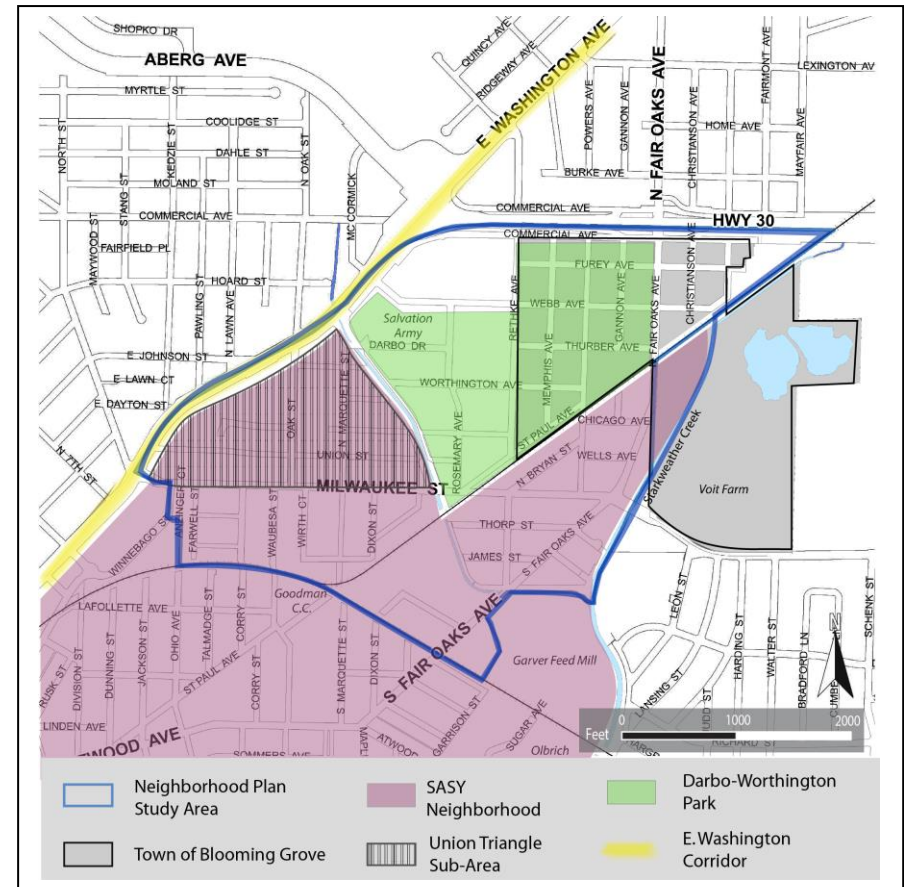 SHOPKO DR
ABERG AVE
QUINCY AVE
RIDGEWAY AVE
E WASHINGTON AVE
N FAIR OAKS AVE
FAIRMONT AVE
LEXINGTON AV
MYRTLE ST
COOLIDGE ST
NORTH ST
KEDZIE ST
N OAK ST
DAHLE ST
STANG ST
MOLAND ST
POWERS AVE
GANNON AVE
CHRISTIANSON AVE
HOME AVE
MAYFAIR AVE
BURKE AVE
COMMERCIAL AVE
MC CORMICK
COMMERCIAL AVE
HWY 30
COMMERCIAL AVE
MAYWOOD ST
FAIRFIELD PL
HOARD ST
PAWLING ST
N LAWN AVE
RETHKE AVE
FUREY AVE
CHRISTIANSON AVE
WEBB AVE
GANNON AVE
Salvation
Army
DARBO DR
THURBER AVE
N FAIR OAKS AVE
E JOHNSON ST
E LAWN CT
E DAYTON ST
N 7TH ST
OAK ST
N MARQUETTE ST
WORTHINGTON AVE
MEMPHIS AVE
ROSEMARY AVE
ST PAUL AVE
CHICAGO AVE
UNION ST
MILWAUKEE ST
N BRYAN ST
WELLS AVE
Starkweather Creek
Voit Farm
WINNEBAGO ST
FARWELL ST
WAUBESA ST
WIRTH CT
DIXON ST
THORP ST
JAMES ST
S FAIR OAKS AVE
Goodman
C.C.
LAFOLLETTE AVE
RUSK ST
DIVISION ST
DUNNING ST
JACKSON ST
OHIO AVE
TALMADGE ST
CORRY ST
ST PAUL AVE
CORRY ST
S MARQUETTE ST
DIXON ST
S FAIR OAKS AVE
Garver Feed Mill
LEON ST
HARDING ST
WALTER ST
BRADFORD LN
SCHENK ST
LANSING ST
LINDEN AVE
TWOOD AVE
SOMMERS AVE
MAPL
ATWOO
GARRISON ST
SUGAR AVE
Olbrich
UDD ST
HARGE
RICHARD ST
CUMBE
N
0 1000 2000
Feet
Neighborhood Plan
Study Area
SASY
Neighborhood
Darbo-Worthington
Park
Town of Blooming Grove
Union Triangle
Sub-Area
E.Washington
Corridor